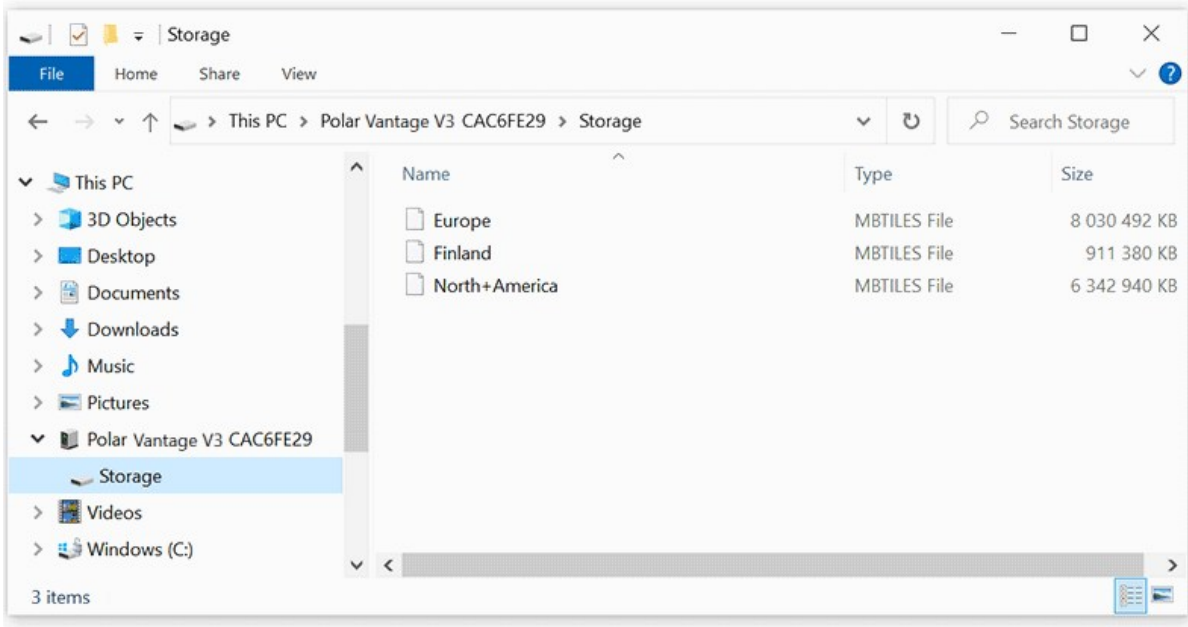 Storage
File Home Share View
This PC > Polar Vantage V3 CAC6FE29 > Storage
Search Storage
This PC
3D Objects
Desktop
Documents
Downloads
Music
Pictures
Polar Vantage V3 CAC6FE29
Storage
Videos
Windows (C:)
Name Type Size
Europe MBTILES File 8 030 492 KB
Finland MBTILES File 911 380 KB
North+America MBTILES File 6 342 940 KB
3 items